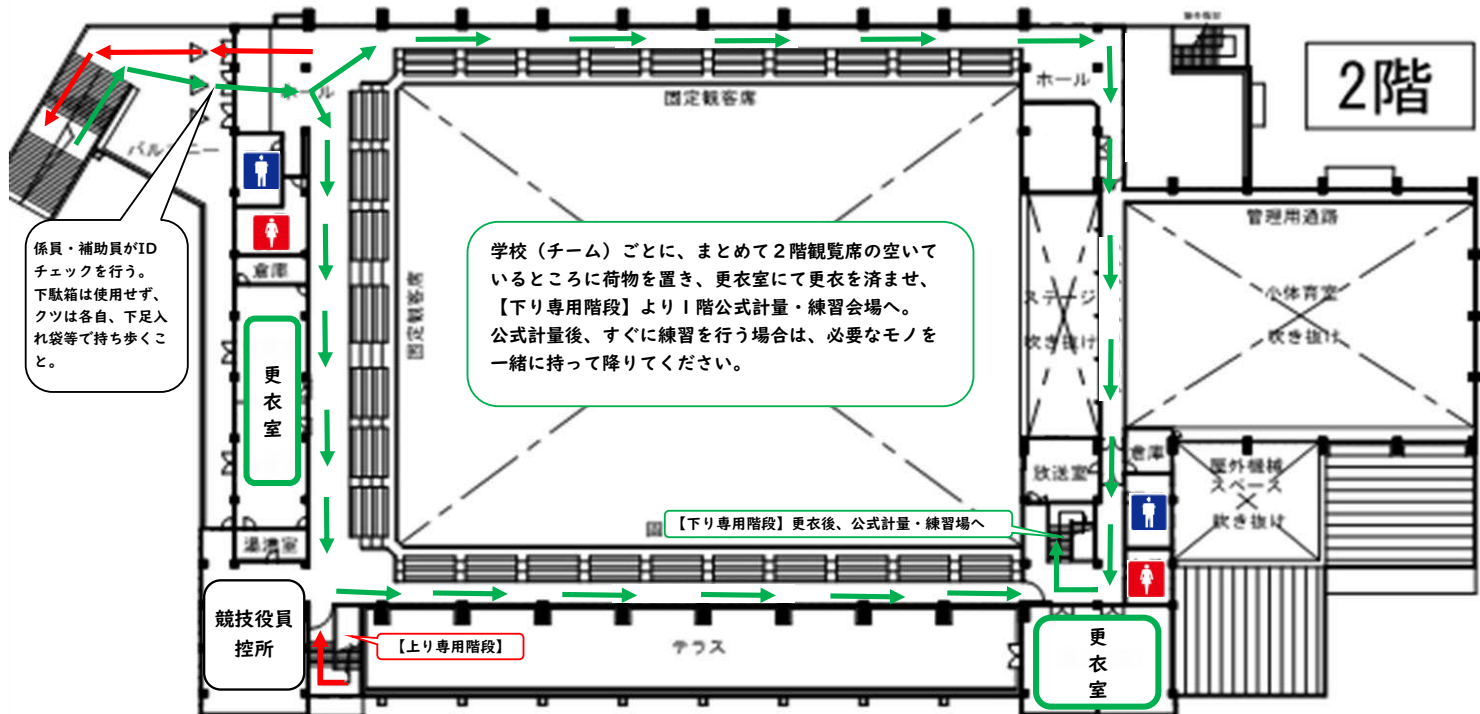 2階
ホール
固定観客席
ホール
バルコニー
管理用通路
係員・補助員がID
チェックを行う。
下駄箱は使用せず、
クツは各自、下足入
れ袋等で持ち歩くこ
と。
倉庫
固定観客席
学校（チーム）ごとに、まとめて２階観覧席の空いて
いるところに荷物を置き、更衣室にて更衣を済ませ、
【下り専用階段】より１階公式計量・練習会場へ。
公式計量後、すぐに練習を行う場合は、必要なモノを
一緒に持って降りてください。
ステージ
吹き抜け
小体育室
吹き抜け
更衣室
倉庫
放送室
屋外機械
スペース
吹き抜け
固
【下り専用階段】更衣後、公式計量・練習場へ
湯沸室
競技役員
控所
【上り専用階段】
テラス
更衣室